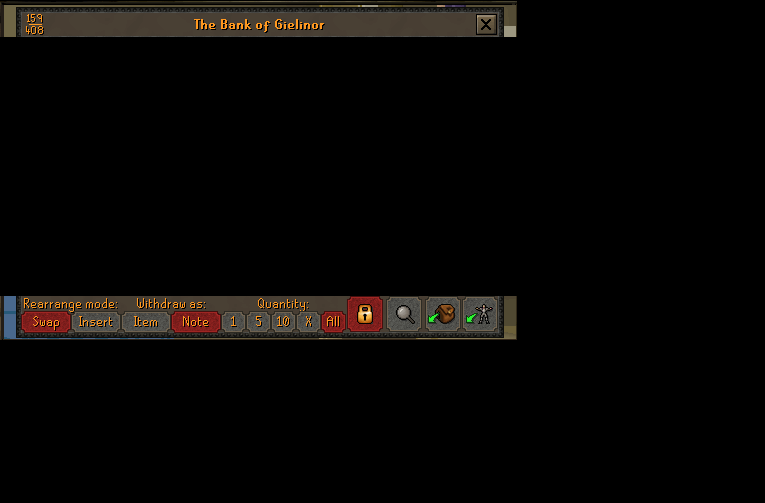 159
408
The Bank of Gielinor
Rearrange mode: Withdraw as: Quantity:
Swap Insert Item Note 1 5 10 X All